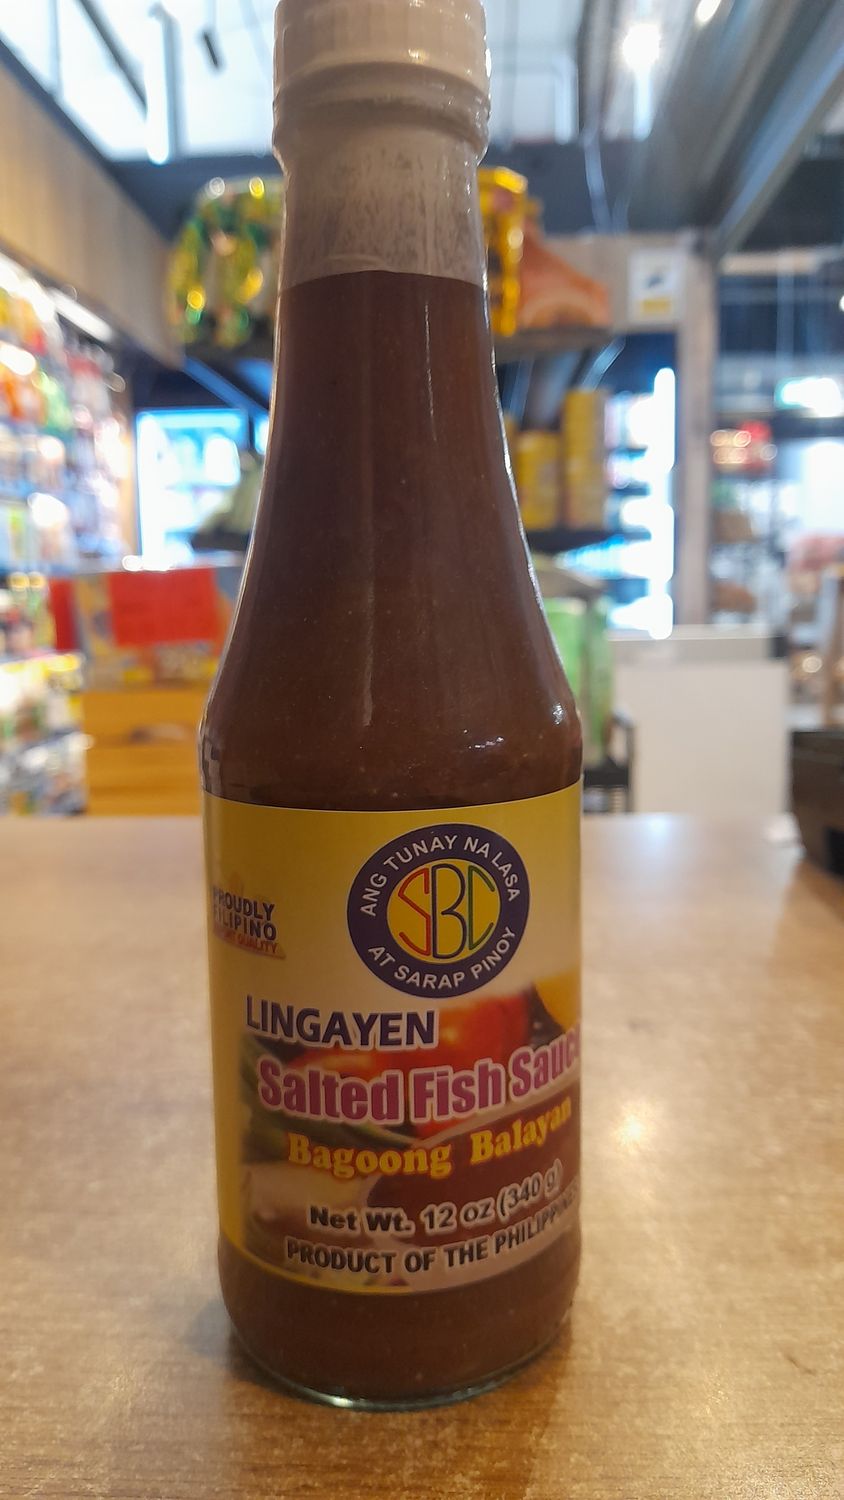 ANG TUNAY NA LASA
SBC
AT SARAP PINOY
PROUDLY
FILIPINO
QUALITY
LINGAYEN
Salted Fish Sauce
Bagoong Balayan
Net Wt. 12 oz (340 g)
PRODUCT OF THE PHILIPPINES